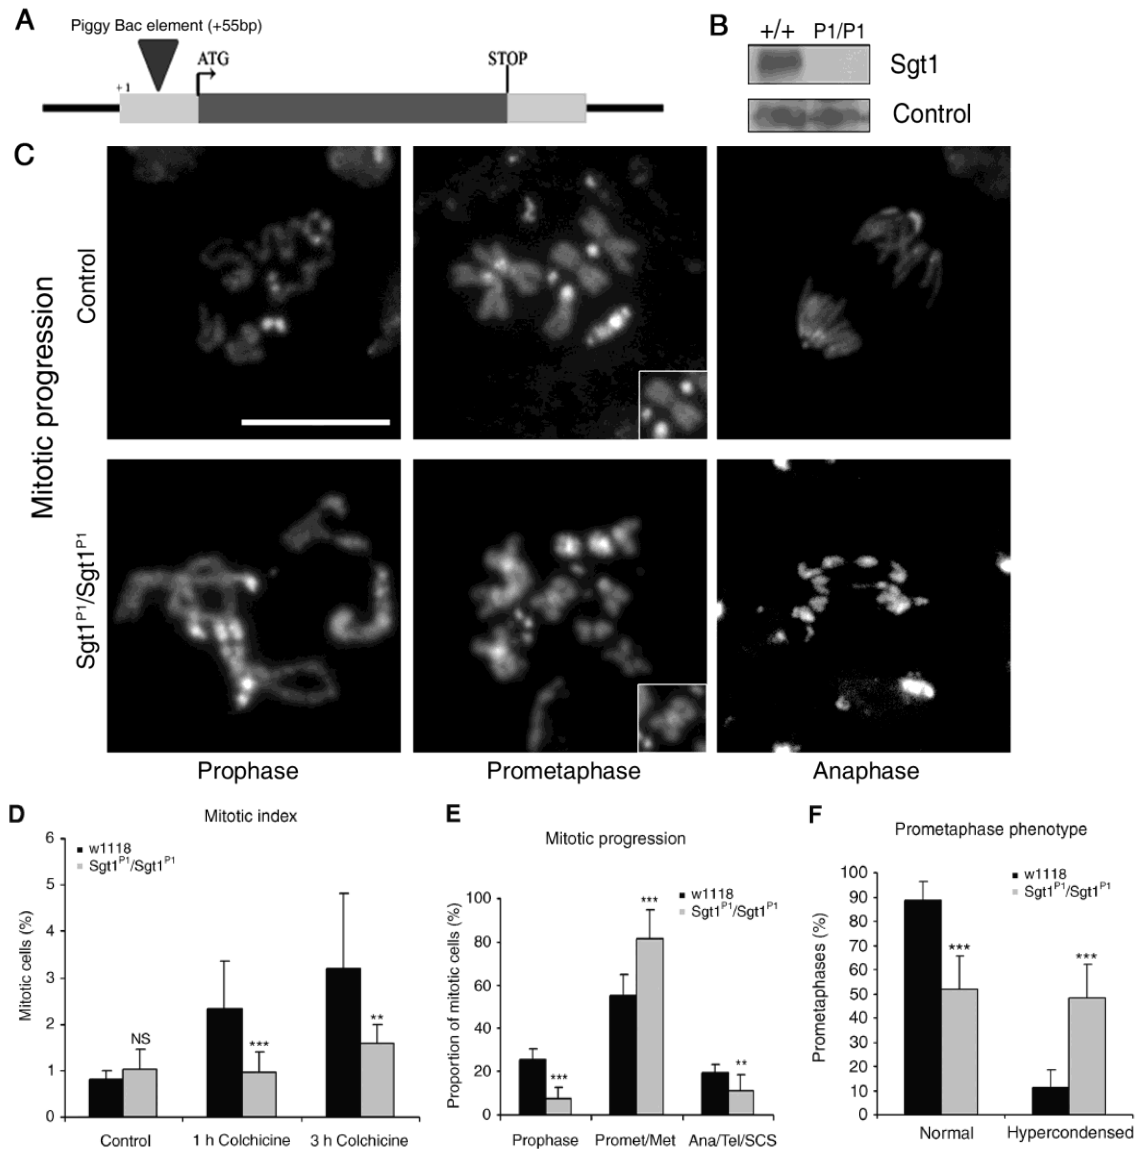 A
Piggy Bac element (+55bp)
+1
ATG
STOP
B
+/+ P1/P1
Sgt1
Control
C
Mitotic progression
Control
Sgt1P1/Sgt1P1
Prophase Prometaphase Anaphase
D
Mitotic index
w1118
Sgt1P1/Sgt1P1
Mitotic cells (%)
6
5
4
3
2
1
0
NS
***
**
Control 1 h Colchicine 3 h Colchicine
E
Mitotic progression
w1118
Sgt1P1/Sgt1P1
Proportion of mitotic cells (%)
100
80
60
40
20
0
***
***
**
Prophase Promet/Met Ana/Tel/SCS
F
Prometaphase phenotype
w1118
Sgt1P1/Sgt1P1
Prometaphases (%)
100
90
80
70
60
50
40
30
20
10
0
***
***
Normal Hypercondensed